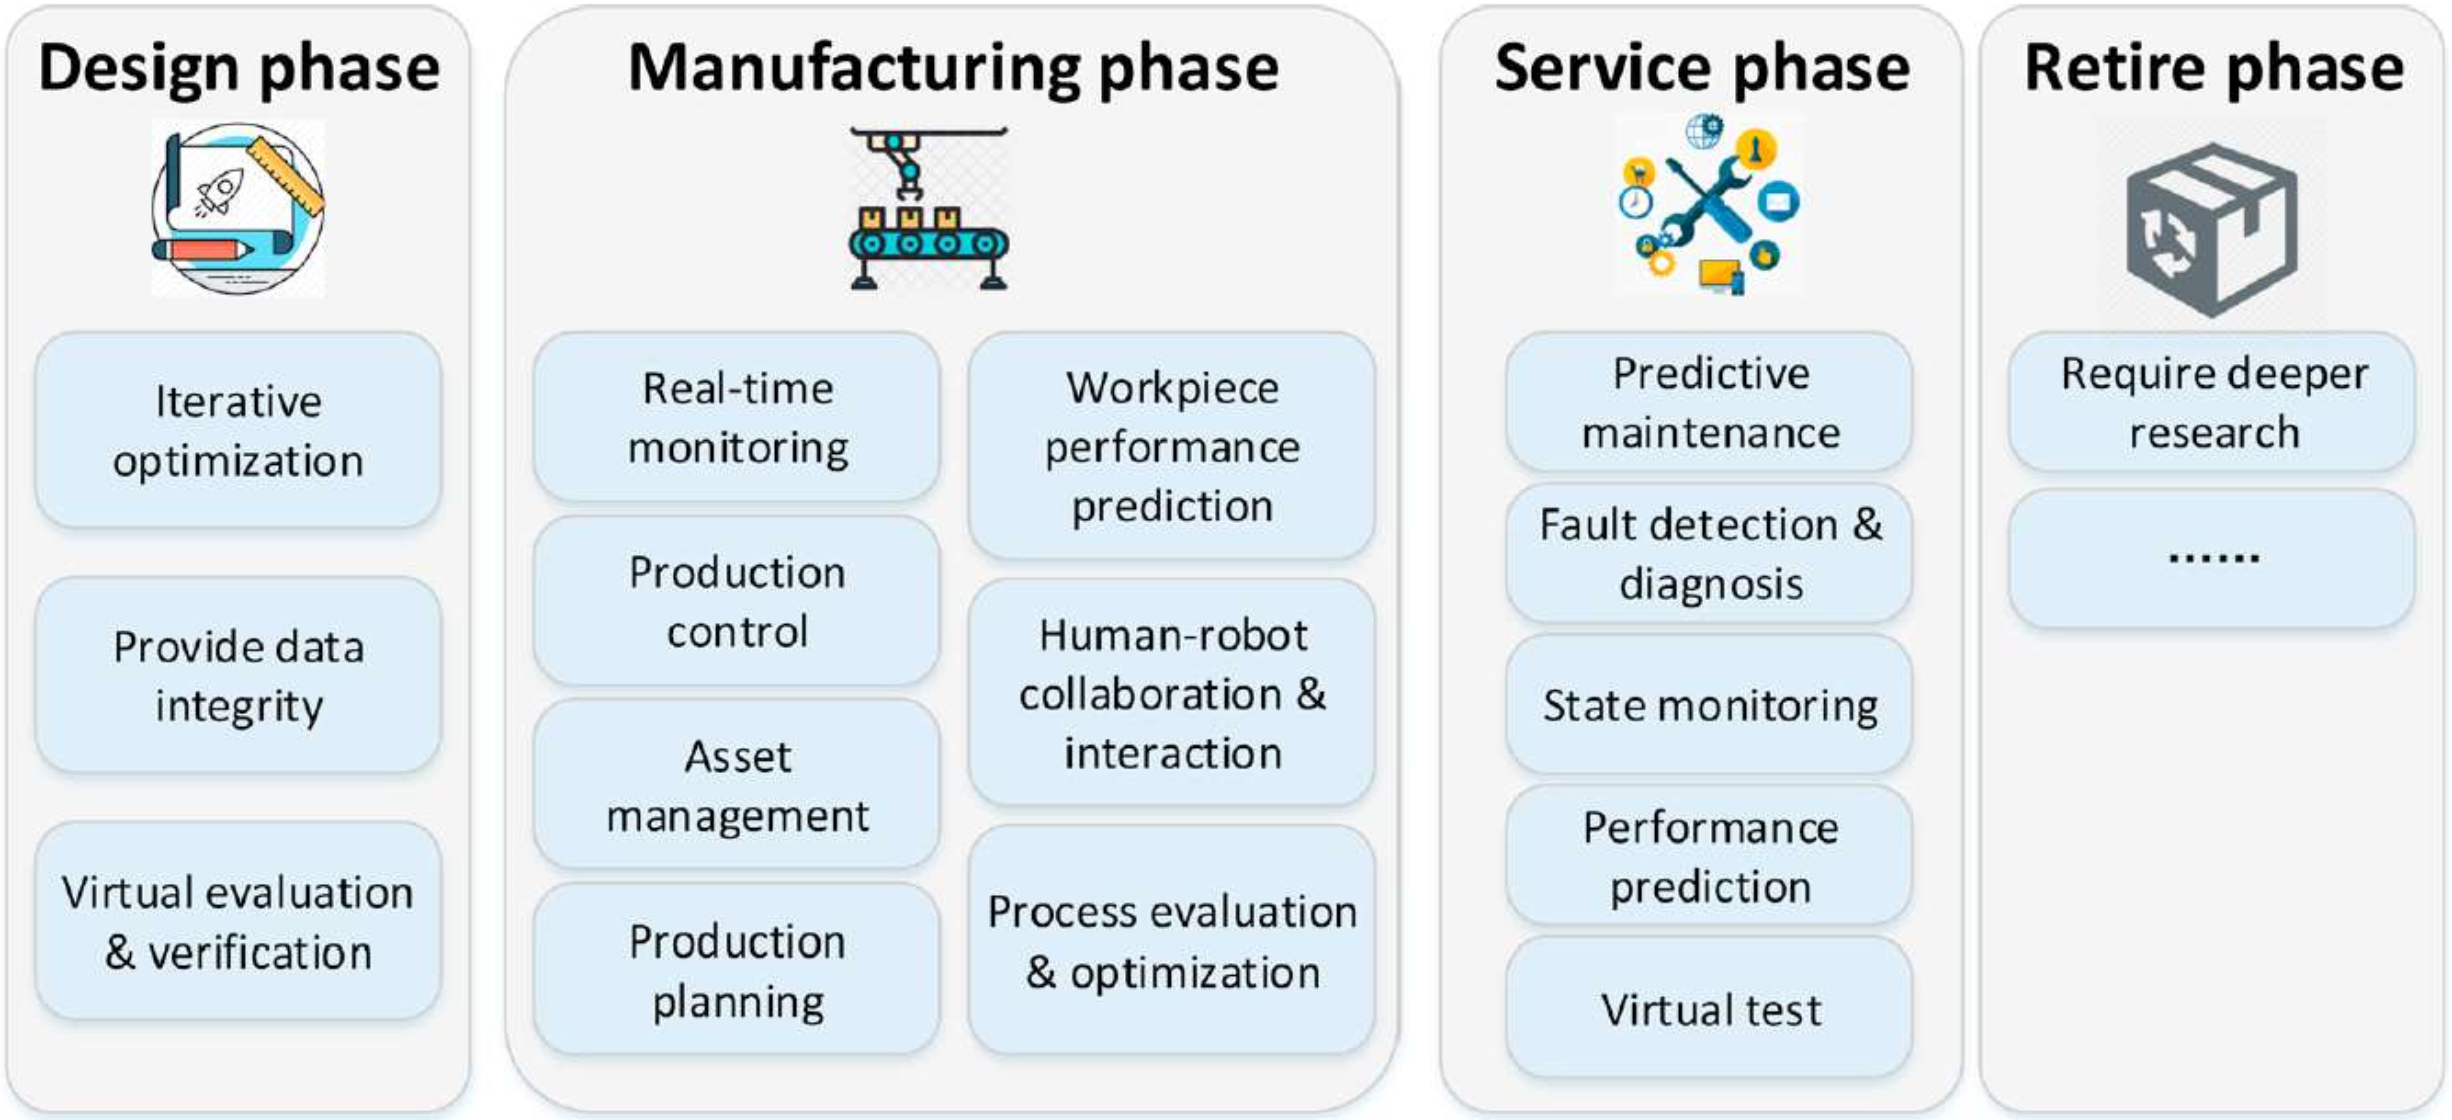 Design phase
Iterative
optimization
Provide data
integrity
Virtual evaluation
& verification
Manufacturing phase
Real-time
monitoring
Production
control
Asset
management
Production
planning
Workpiece
performance
prediction
Human-robot
collaboration &
interaction
Process evaluation
& optimization
Service phase
Predictive
maintenance
Fault detection &
diagnosis
State monitoring
Performance
prediction
Virtual test
Retire phase
Require deeper
research
......